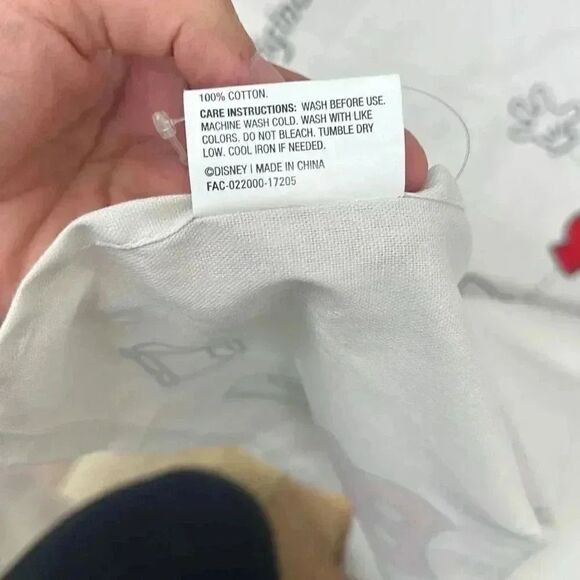 100% COTTON.
CARE INSTRUCTIONS: WASH BEFORE USE.
MACHINE WASH COLD. WASH WITH LIKE
COLORS. DO NOT BLEACH. TUMBLE DRY
LOW. COOL IRON IF NEEDED.
©DISNEY | MADE IN CHINA
FAC-022000-17205